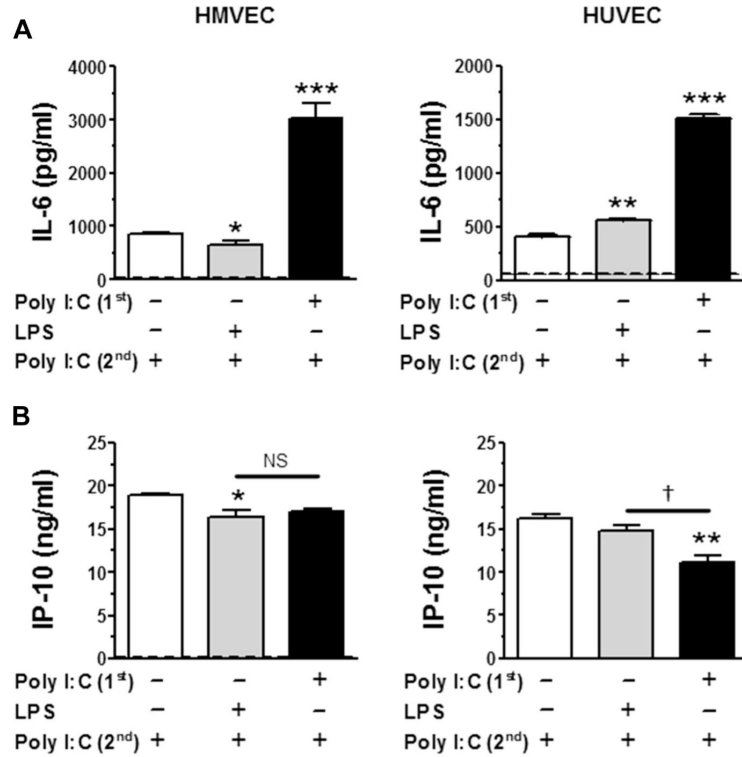 A
HMVEC HUVEC
IL-6 (pg/ml)
4000
3000
2000
1000
0
***
*
Poly I:C (1st) – – +
LPS – + –
Poly I:C (2nd) + + +
IL-6 (pg/ml)
2000
1500
1000
500
0
***
**
Poly I:C (1st) – – +
LPS – + –
Poly I:C (2nd) + + +
B
IP-10 (ng/ml)
25
20
15
10
5
0
NS
*
Poly I:C (1st) – – +
LPS – + –
Poly I:C (2nd) + + +
IP-10 (ng/ml)
25
20
15
10
5
0
†
**
Poly I:C (1st) – – +
LPS – + –
Poly I:C (2nd) + + +